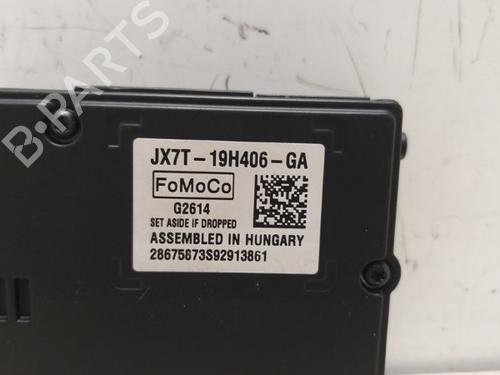 B-PARTS
JX7T-19H406-GA
FoMoCo
G2614
SET ASIDE IF DROPPED
ASSEMBLED IN HUNGARY
28675873S92913861